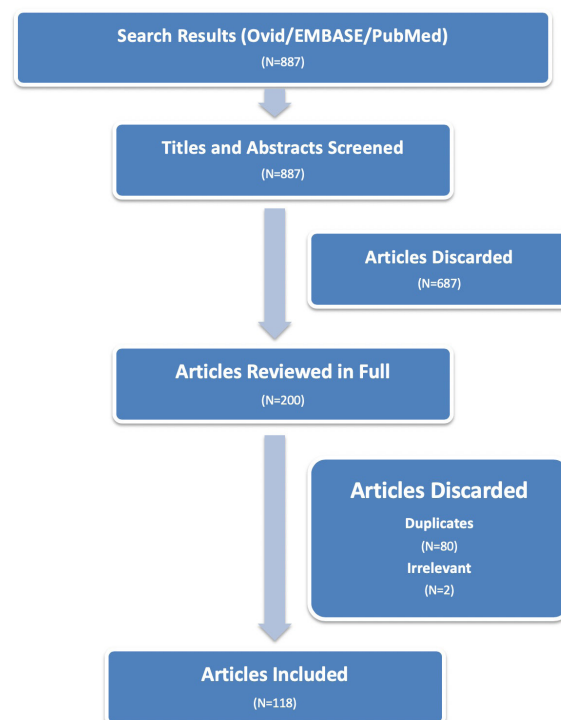 Search Results (Ovid/EMBASE/PubMed)
(N=887)
Titles and Abstracts Screened
(N=887)
Articles Discarded
(N=687)
Articles Reviewed in Full
(N=200)
Articles Discarded
Duplicates
(N=80)
Irrelevant
(N=2)
Articles Included
(N=118)